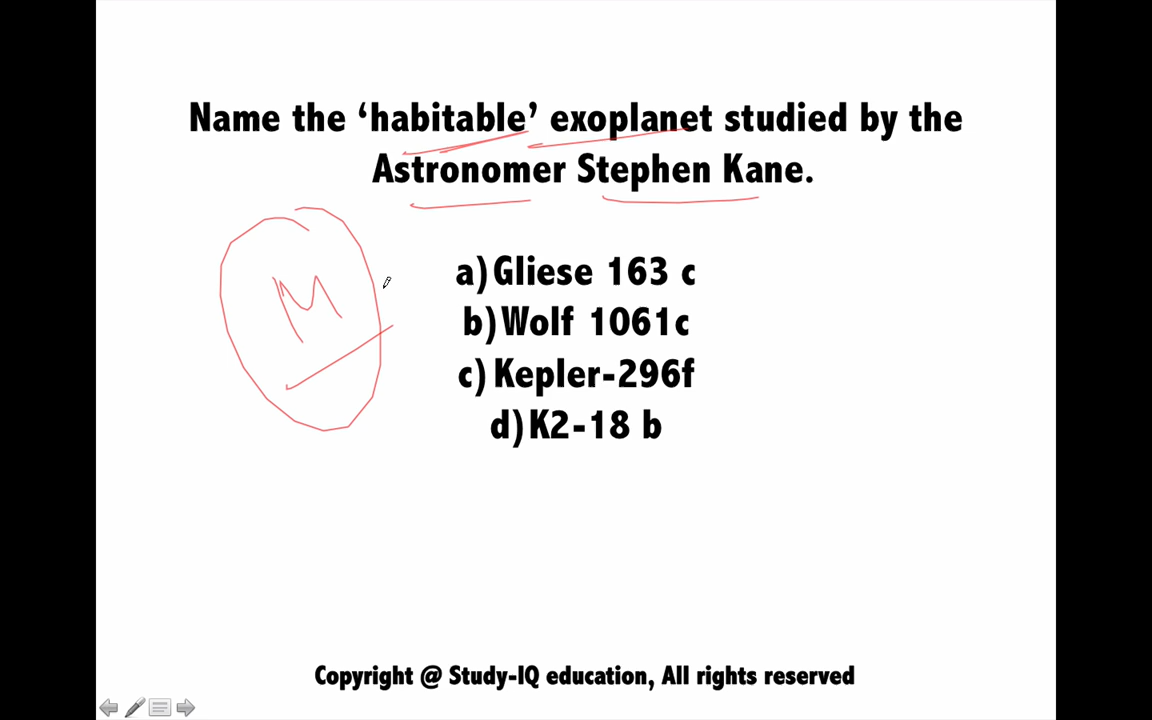 Name the ‘habitable’ exoplanet studied by the
Astronomer Stephen Kane.
M
a)Gliese 163 c
b)Wolf 1061c
c)Kepler-296f
d)K2-18 b
Copyright @ Study-IQ education, All rights reserved